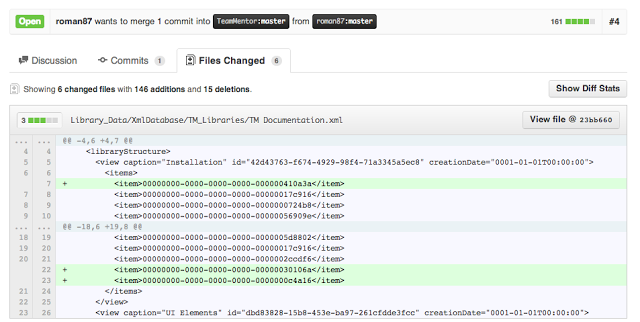 Open roman87 wants to merge 1 commit into TeamMentor:master from roman87:master 161 #4
Discussion Commits 1 Files Changed 6
Showing 6 changed files with 146 additions and 15 deletions. Show Diff Stats
3 Library_Data/XmlDatabase/TM_Libraries/TM Documentation.xml View file @ 23bb660
... ... @@ -4,6 +4,7 @@
4 4 <libraryStructure>
5 5 <view caption="Installation" id="42d43763-f674-4929-98f4-71a3345a5ec8" creationDate="0001-01-01T00:00:00">
6 6 <items>
7 + <item>00000000-0000-0000-0000-000000410a3a</item>
7 8 <item>00000000-0000-0000-0000-00000017c916</item>
8 9 <item>00000000-0000-0000-0000-0000000724b8</item>
9 10 <item>00000000-0000-0000-0000-00000056909e</item>
... ... @@ -18,6 +19,8 @@
18 19 <item>00000000-0000-0000-0000-0000005d8802</item>
19 20 <item>00000000-0000-0000-0000-00000017c916</item>
20 21 <item>00000000-0000-0000-0000-0000002ccdf6</item>
22 + <item>00000000-0000-0000-0000-00000030106a</item>
23 + <item>00000000-0000-0000-0000-0000000c4a16</item>
21 24 </items>
22 25 </view>
23 26 <view caption="UI Elements" id="dbd83828-15b8-453e-ba97-261cfdde3fcc" creationDate="0001-01-01T00:00:00">